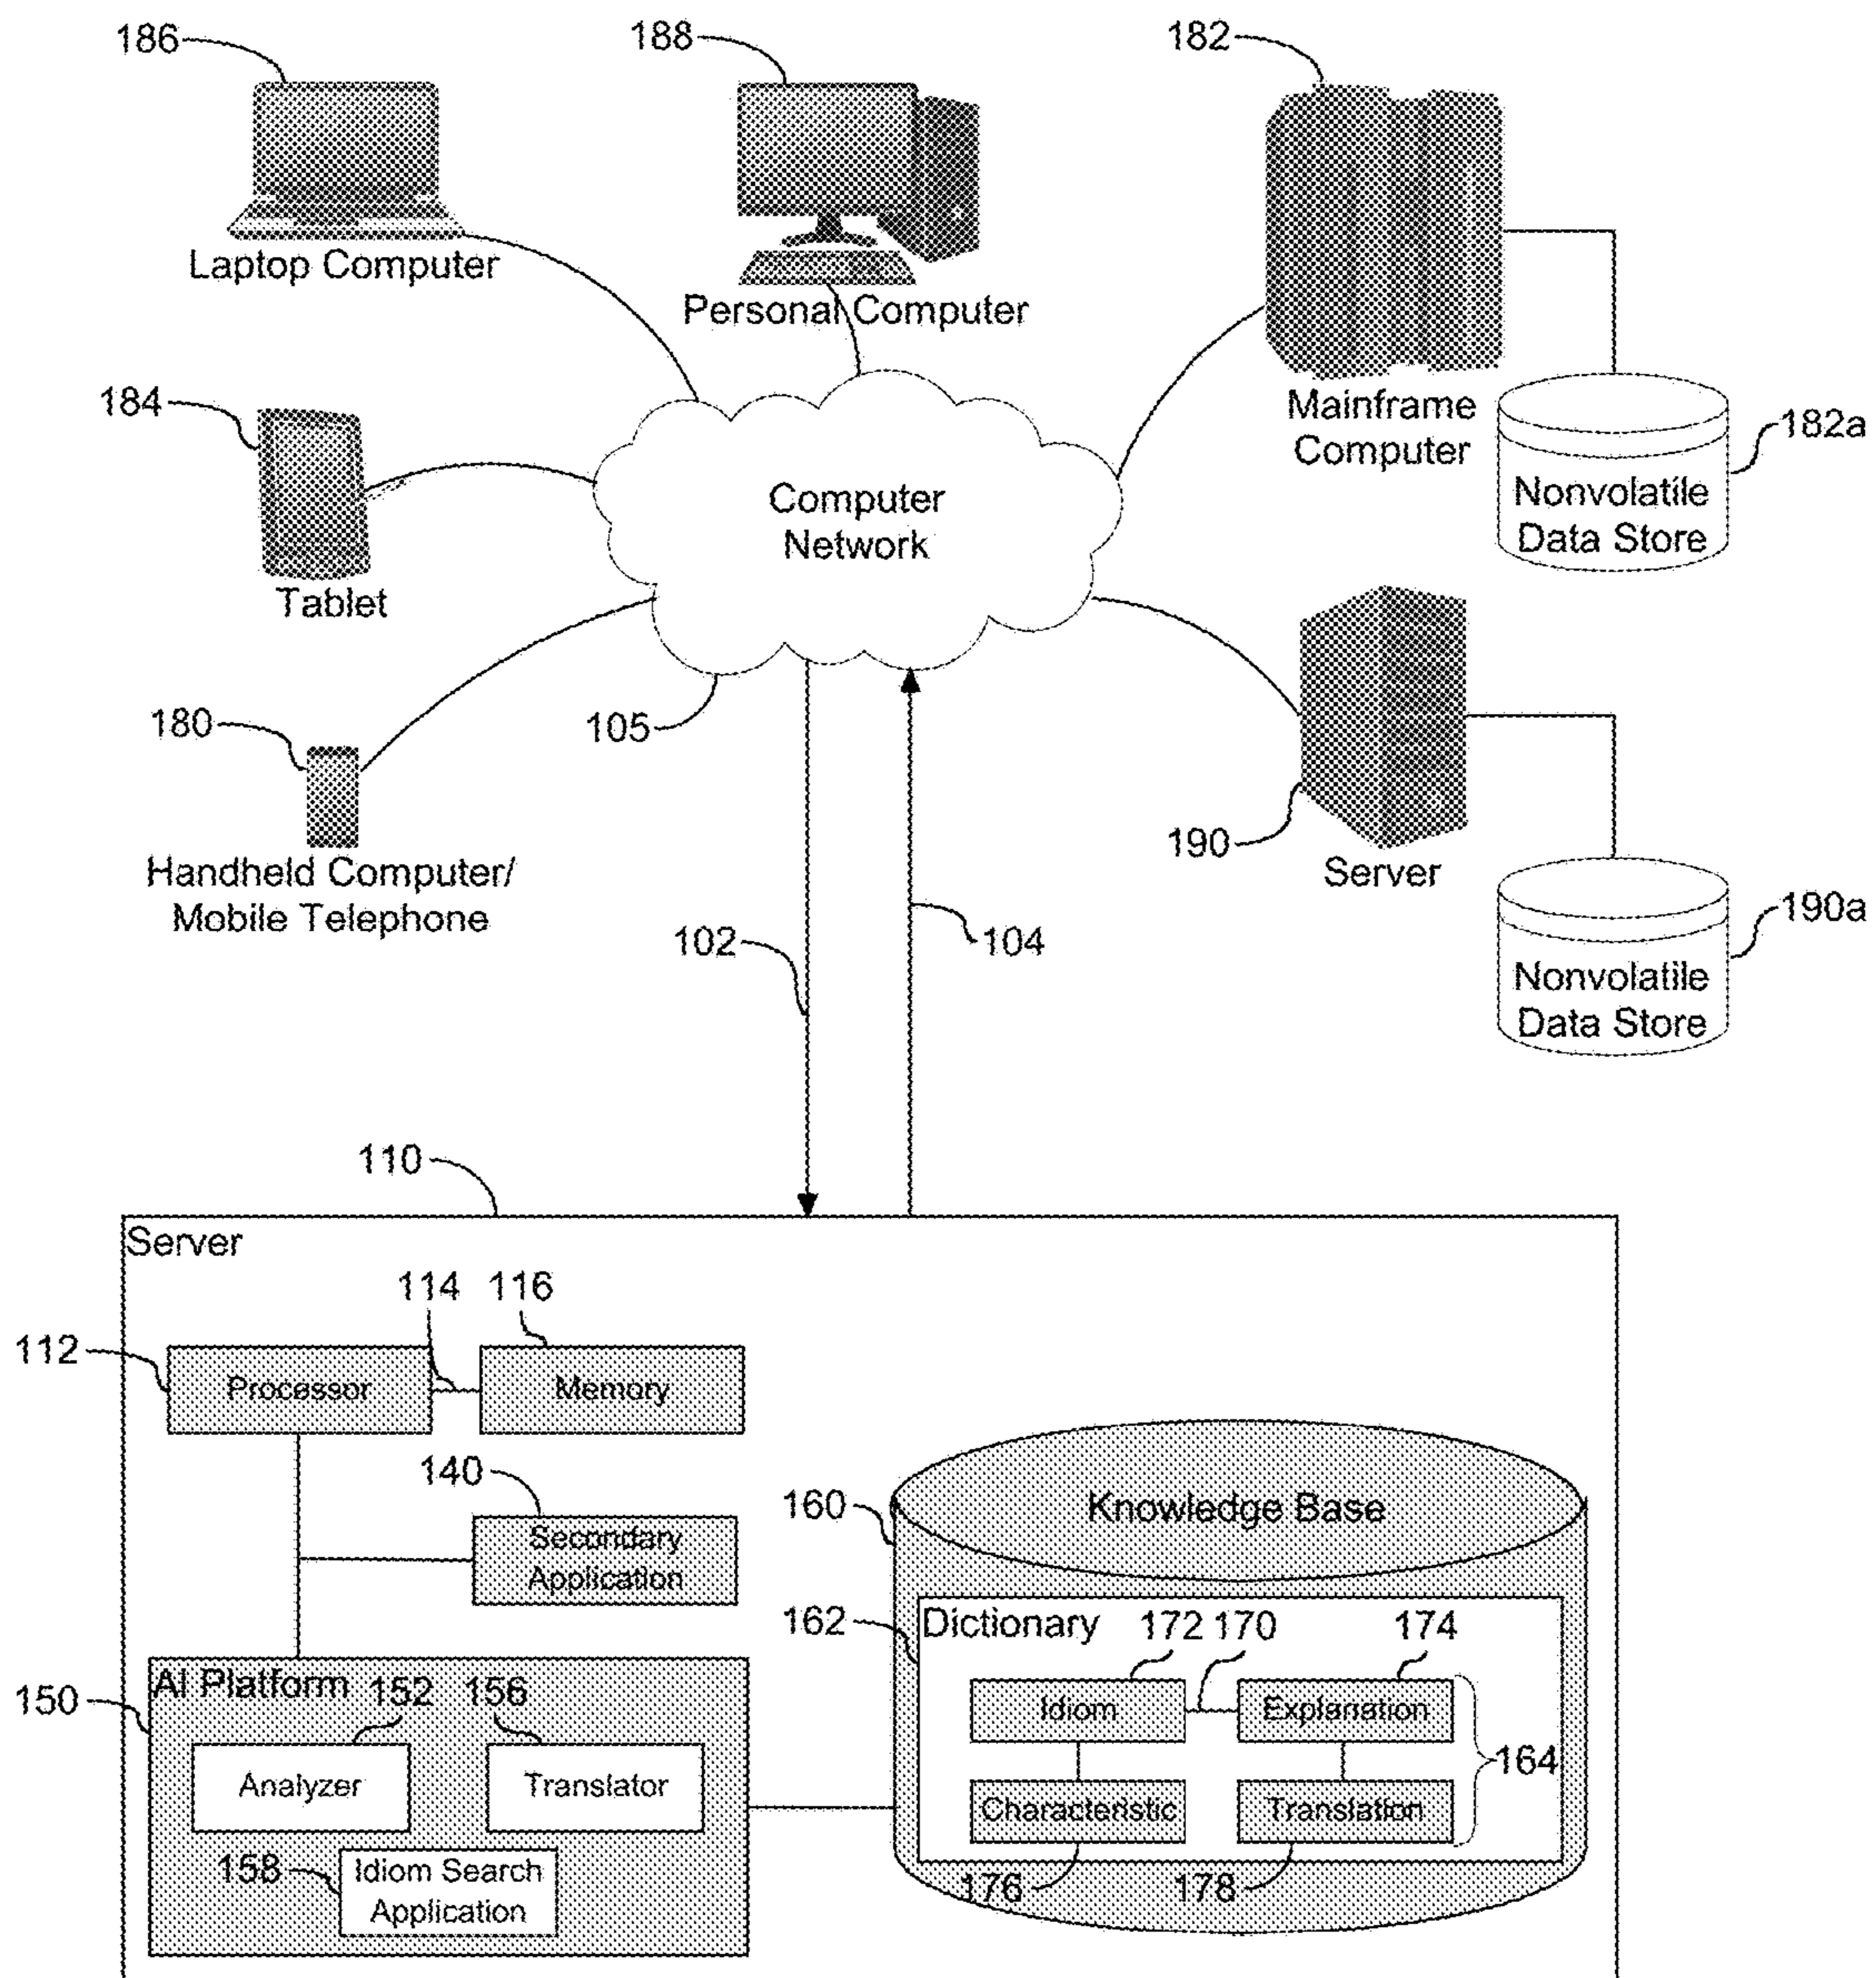 186
188
182
Laptop Computer
Personal Computer
Mainframe
Computer
182a
184
Nonvolatile
Data Store
Computer
Network
Tablet
180
105
190
Server
Handheld Computer/
Mobile Telephone
190a
102
104
Nonvolatile
Data Store
110
Server
114
116
112
Processor
Memory
140
160
Knowledge Base
Secondary
Application
162
Dictionary
172
170
174
AI Platform
152
156
150
Idiom
Explanation
164
Analyzer
Translator
Characteristic
Translation
158
Idiom Search
Application
176
178